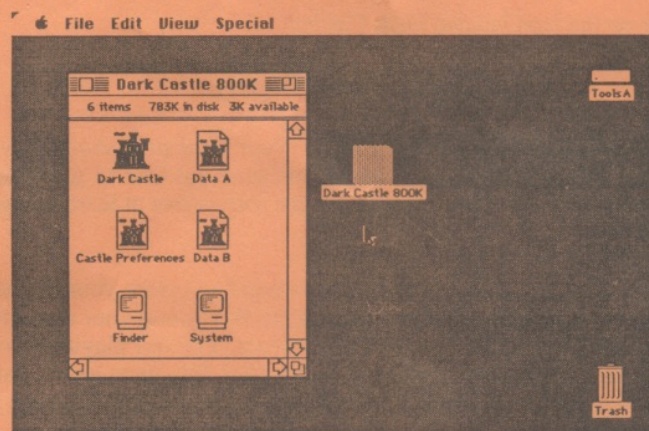 File Edit View Special
Dark Castle 800K
6 items 783K in disk 3K available
Dark Castle Data A
Castle Preferences Data B
Finder System
Tools A
Dark Castle 800K
Trash